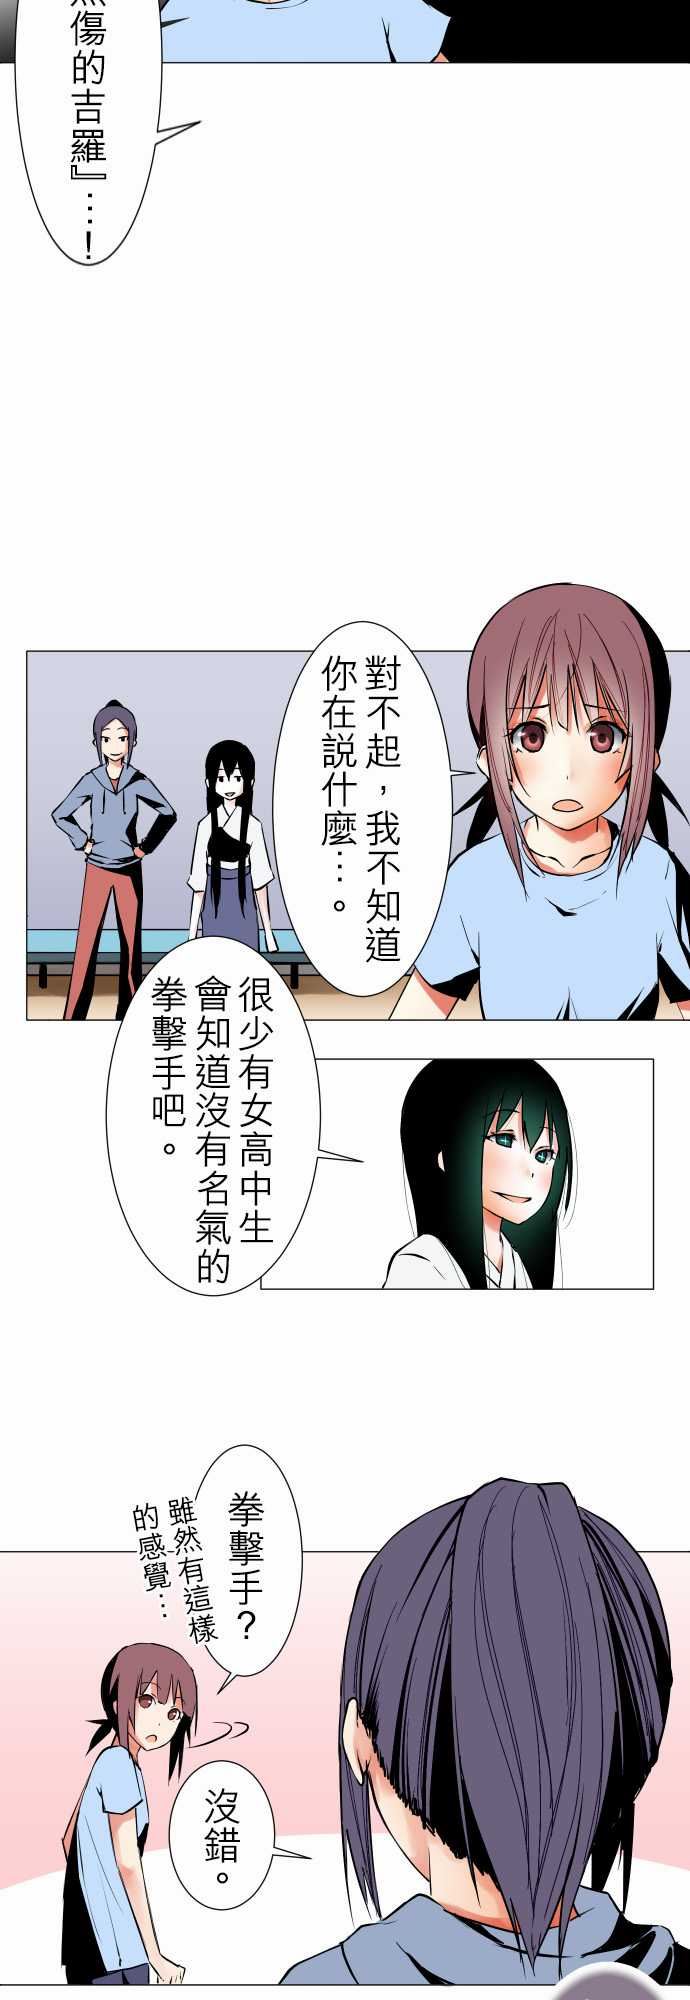 傷的吉羅』…!
對不起，我不知道
你在說什麼…。
很少有女高中生
會知道沒有名氣的
拳擊手吧。
拳擊手?
雖然有這樣
的感覺…
沒錯。